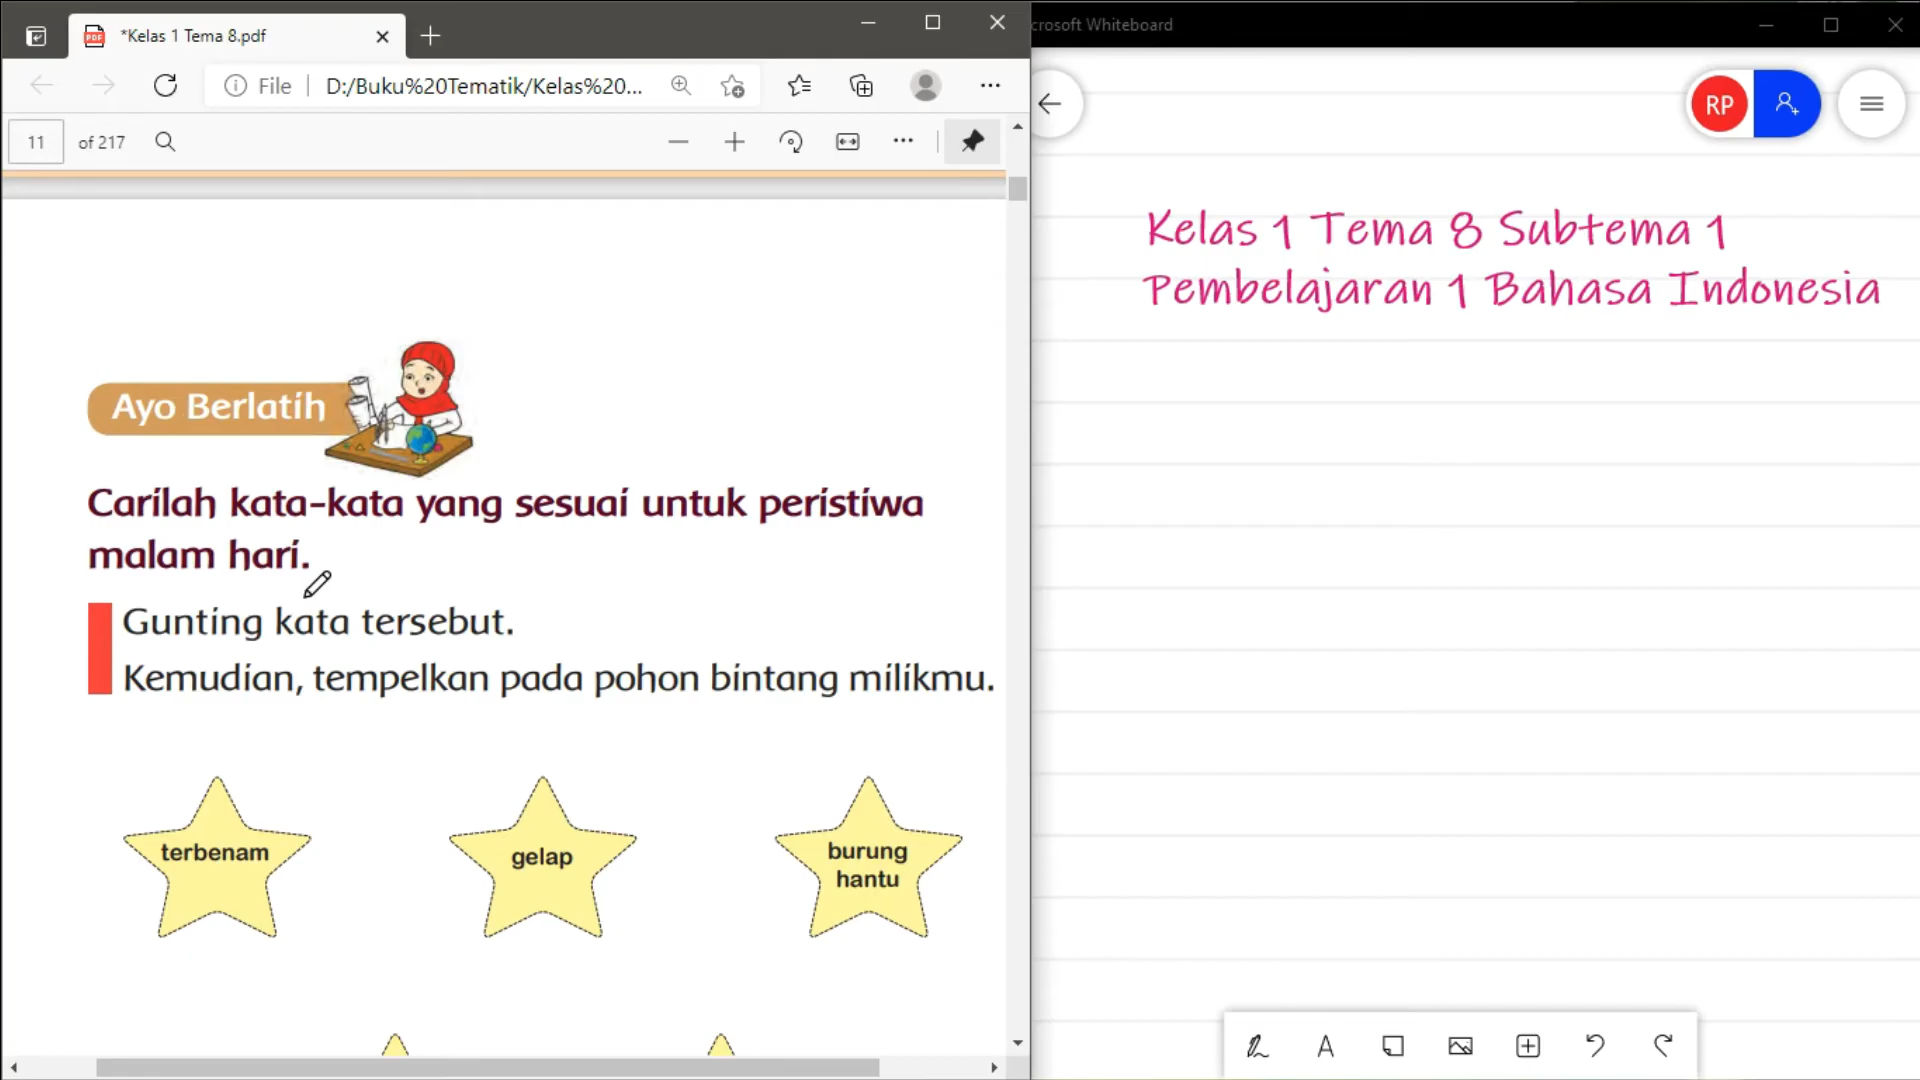 *Kelas 1 Tema 8.pdf
crosoft Whiteboard
File
D:/Buku%20Tematik/Kelas%20...
11 of 217
RP
Kelas 1 Tema 8 Subtema 1
Pembelajaran 1 Bahasa Indonesia
Ayo Berlatih
Carilah kata-kata yang sesuai untuk peristiwa
malam hari.
Gunting kata tersebut.
Kemudian, tempelkan pada pohon bintang milikmu.
terbenam
gelap
burung
hantu